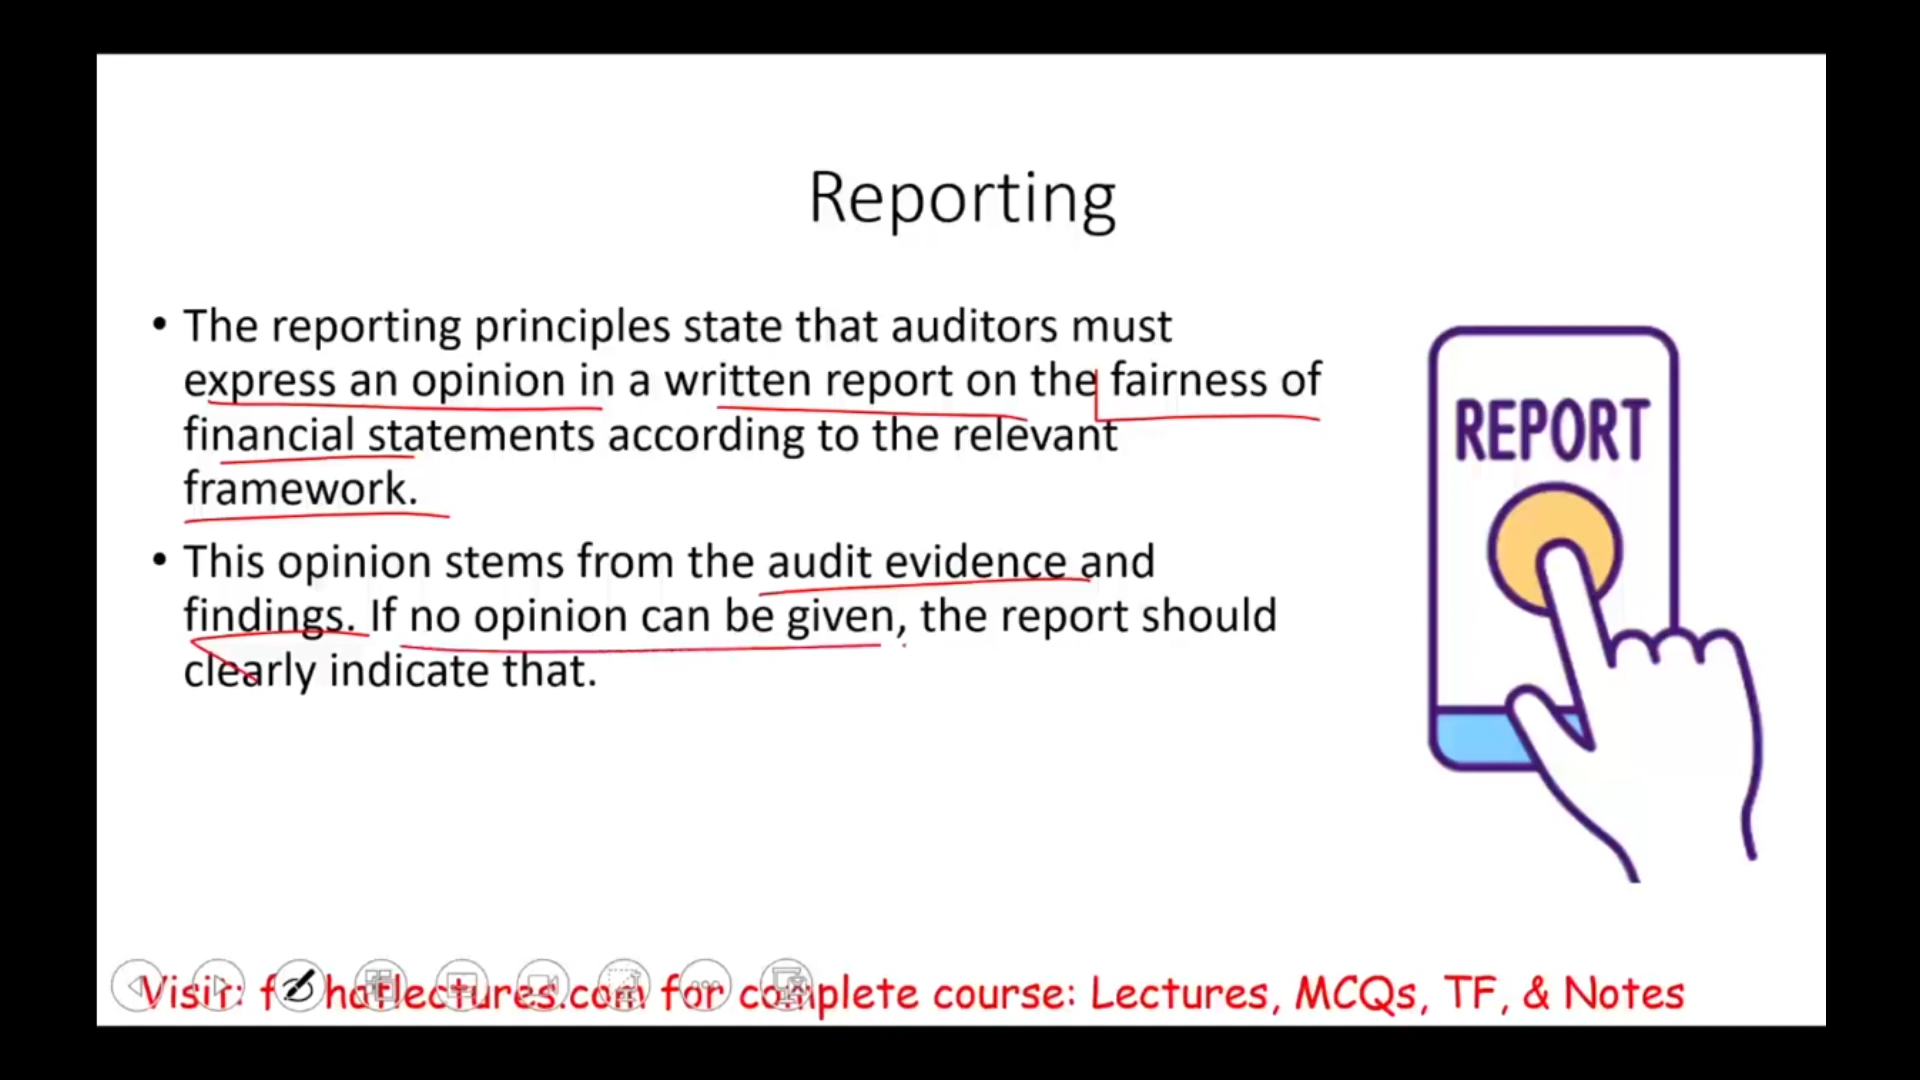 Reporting
• The reporting principles state that auditors must
express an opinion in a written report on the fairness of
financial statements according to the relevant
framework.
• This opinion stems from the audit evidence and
findings. If no opinion can be given, the report should
clearly indicate that.
REPORT
Visit: farhatlectures.com for complete course: Lectures, MCQs, TF, & Notes